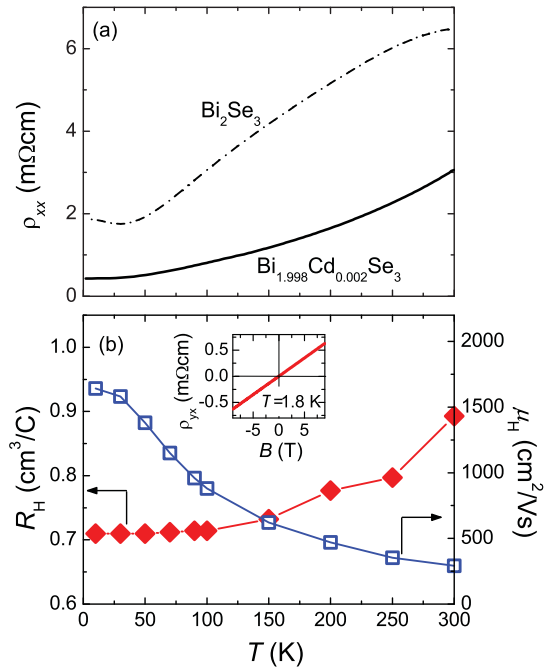 (a)
6
4
2
0
ρxx (mΩcm)
Bi2Se3
Bi1.998Cd0.002Se3
(b)
1.0
0.9
0.8
0.7
0.6
RH (cm3/C)
2000
1500
1000
500
0
μH (cm2/Vs)
0.5
0.0
-0.5
ρyx (mΩcm)
T=1.8 K
-5 0 5
B (T)
0 50 100 150 200 250 300
T (K)